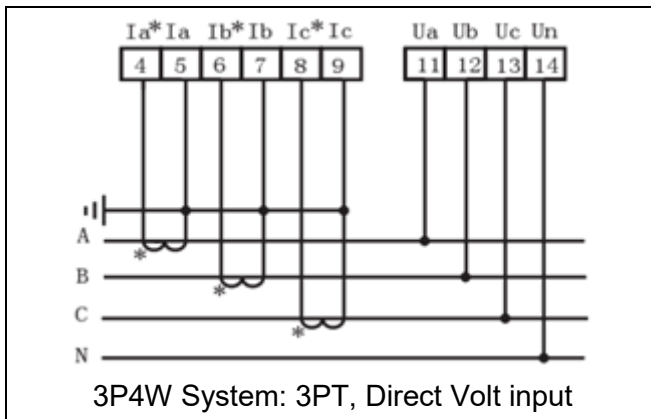 Ia* Ia Ib* Ib Ic* Ic Ua Ub Uc Un
4 5 6 7 8 9 11 12 13 14
A
*
B
*
C
*
N
3P4W System: 3PT, Direct Volt input